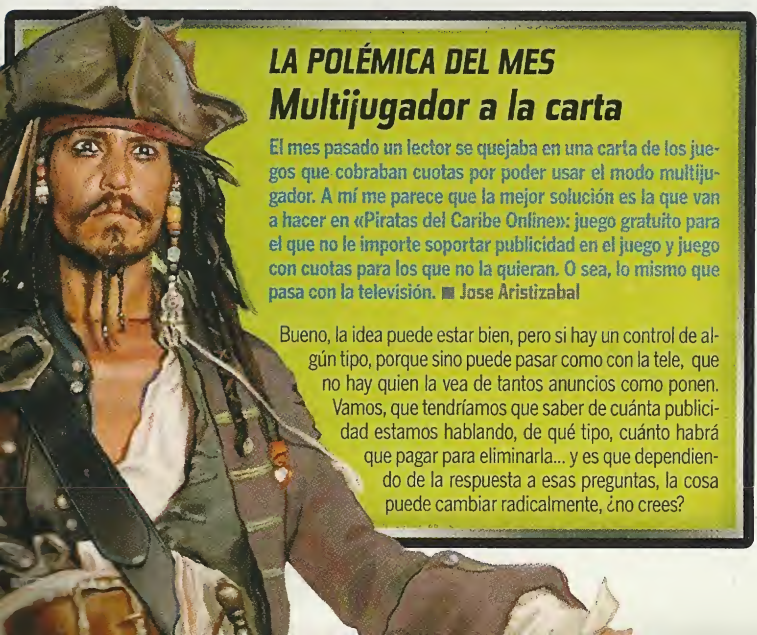 LA POLÉMICA DEL MES
Multijugador a la carta
El mes pasado un lector se quejaba en una carta de los jue-
gos que cobraban cuotas por poder usar el modo multiju-
gador. A mí me parece que la mejor solución es la que van
a hacer en «Piratas del Caribe Online»: juego gratuito para
el que no le importe soportar publicidad en el juego y juego
con cuotas para los que no la quieran. O sea, lo mismo que
pasa con la televisión. ■ Jose Aristizabal
Bueno, la idea puede estar bien, pero si hay un control de al-
gún tipo, porque sino puede pasar como con la tele, que
no hay quien la vea de tantos anuncios como ponen.
Vamos, que tendríamos que saber de cuánta publici-
dad estamos hablando, de qué tipo, cuánto habrá
que pagar para eliminarla... y es que dependien-
do de la respuesta a esas preguntas, la cosa
puede cambiar radicalmente, ¿no crees?